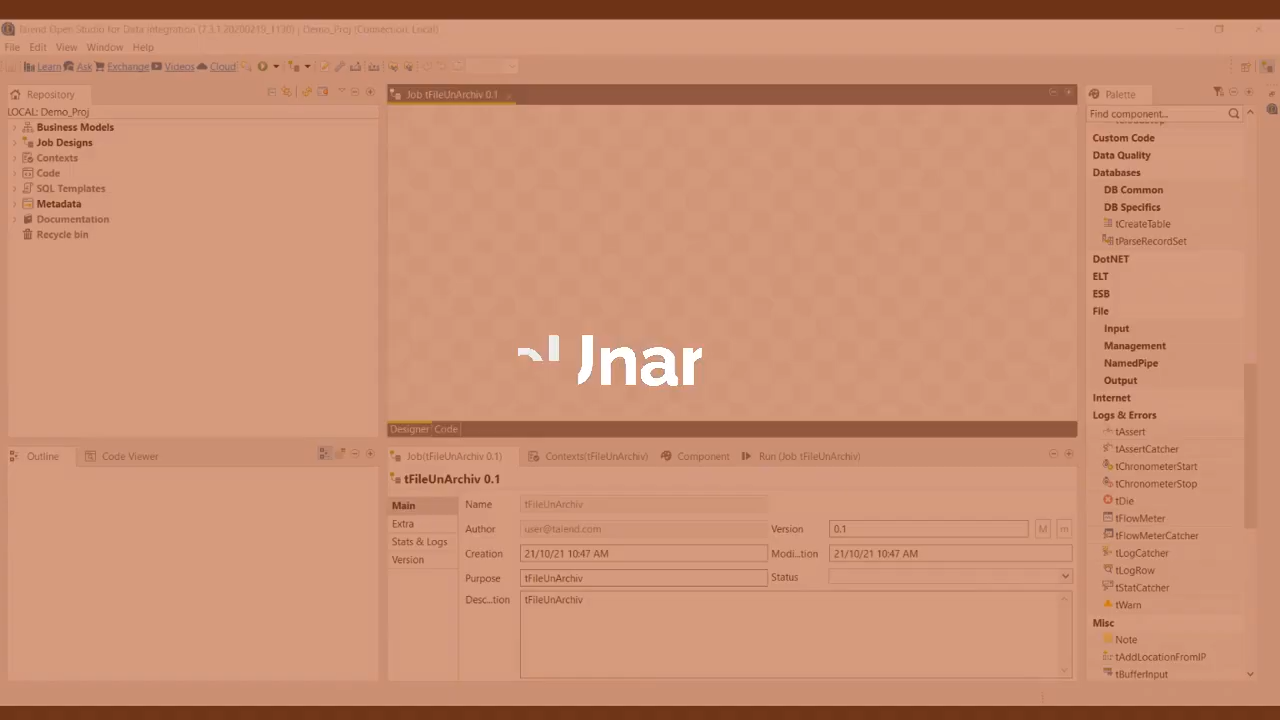 Talend Open Studio for Data Integration (7.3.1.20200219_1130) | Demo_Proj (Connection: Local)
File Edit View Window Help
Learn Ask Exchange Videos Cloud
Repository
LOCAL: Demo_Proj
Business Models
Job Designs
Contexts
Code
SQL Templates
Metadata
Documentation
Recycle bin
Job tFileUnArchiv 0.1
Unar
Designer Code
Palette
Find component...
Custom Code
Data Quality
Databases
DB Common
DB Specifics
tCreateTable
tParseRecordSet
DotNET
ELT
ESB
File
Input
Management
NamedPipe
Output
Internet
Logs & Errors
tAssert
tAssertCatcher
tChronometerStart
tChronometerStop
tDie
tFlowMeter
tFlowMeterCatcher
tLogCatcher
tLogRow
tStatCatcher
tWarn
Misc
Note
tAddLocationFromIP
tBufferInput
Outline Code Viewer
Job(tFileUnArchiv 0.1) Contexts(tFileUnArchiv) Component Run (Job tFileUnArchiv)
tFileUnArchiv 0.1
Main
Extra
Stats & Logs
Version
Name tFileUnArchiv
Author user@talend.com Version 0.1 M m
Creation 21/10/21 10:47 AM Modi...tion 21/10/21 10:47 AM
Purpose tFileUnArchiv Status
Desc...tion tFileUnArchiv